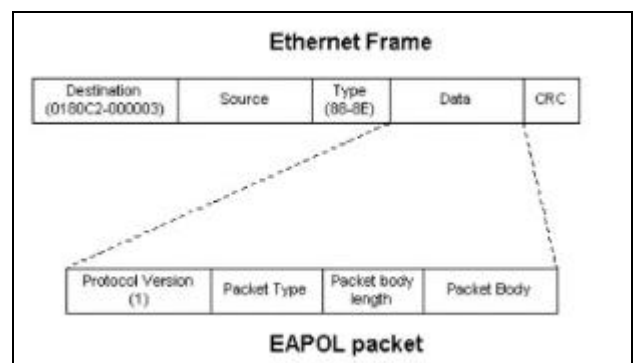 Ethernet Frame
Destination
(0180C2-000003)
Source
Type
(88-8E)
Data
CRC
Protocol Version
(1)
Packet Type
Packet body
length
Packet Body
EAPOL packet